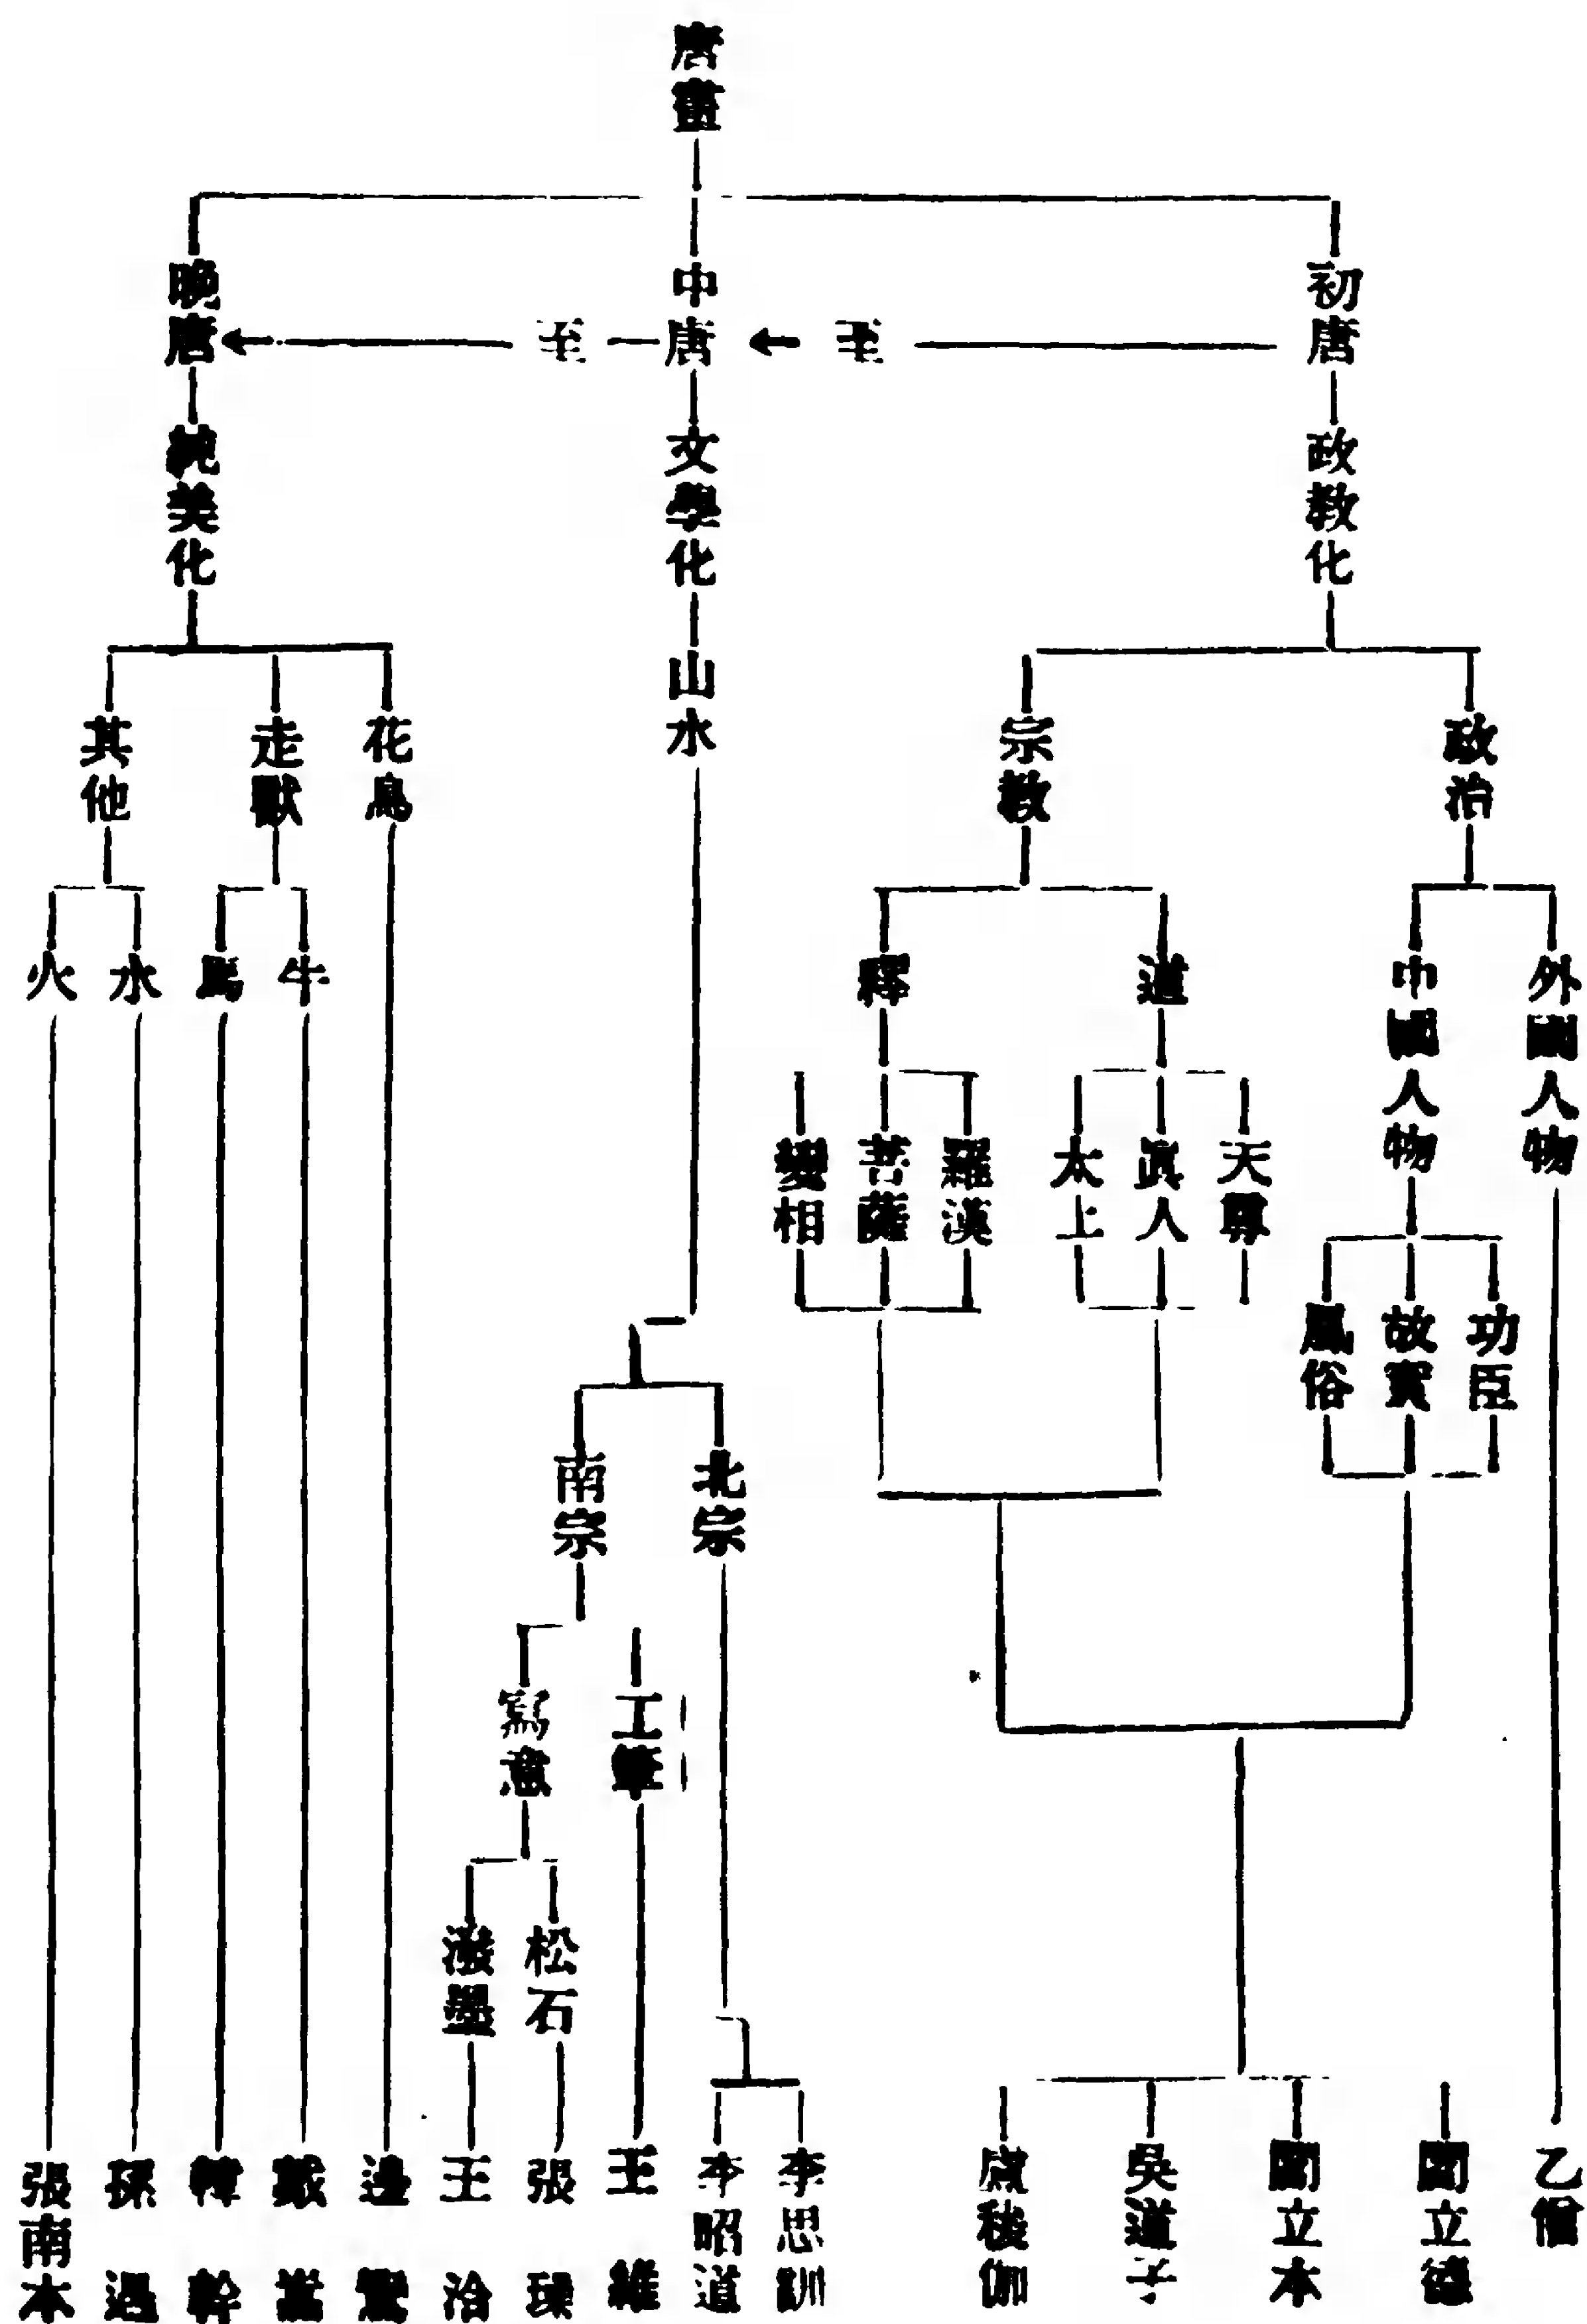 唐畫
初唐
至
中唐
至
晚唐
政教化
文學化
純美化
山水
政治
宗教
花鳥
走獸
其他
外國人物
中國人物
道
釋
牛
馬
水
火
天尊
眞人
太上
羅漢
菩薩
變相
功臣
故實
風俗
北宗
南宗
工筆
寫意
松石
潑墨
乙僧
閻立德
閻立本
吳道子
盧稜伽
李思訓
李昭道
王維
張璪
王洽
邊鸞
戴嵩
韓幹
孫遇
張南本